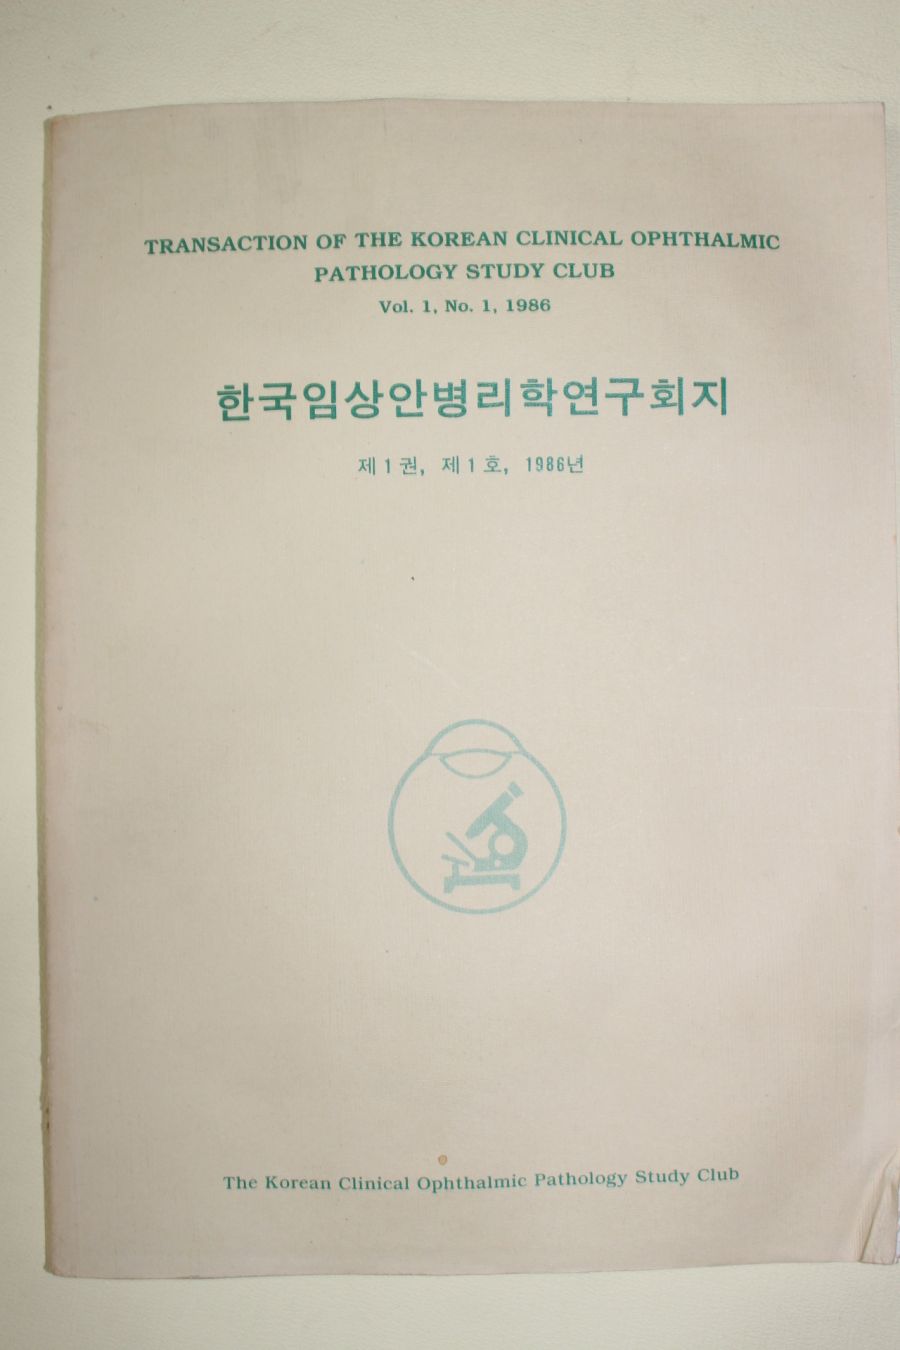 TRANSACTION OF THE KOREAN CLINICAL OPHTHALMIC
PATHOLOGY STUDY CLUB
Vol. 1, No. 1, 1986
한국임상안병리학연구회지
제1권, 제1호, 1986년
The Korean Clinical Ophthalmic Pathology Study Club